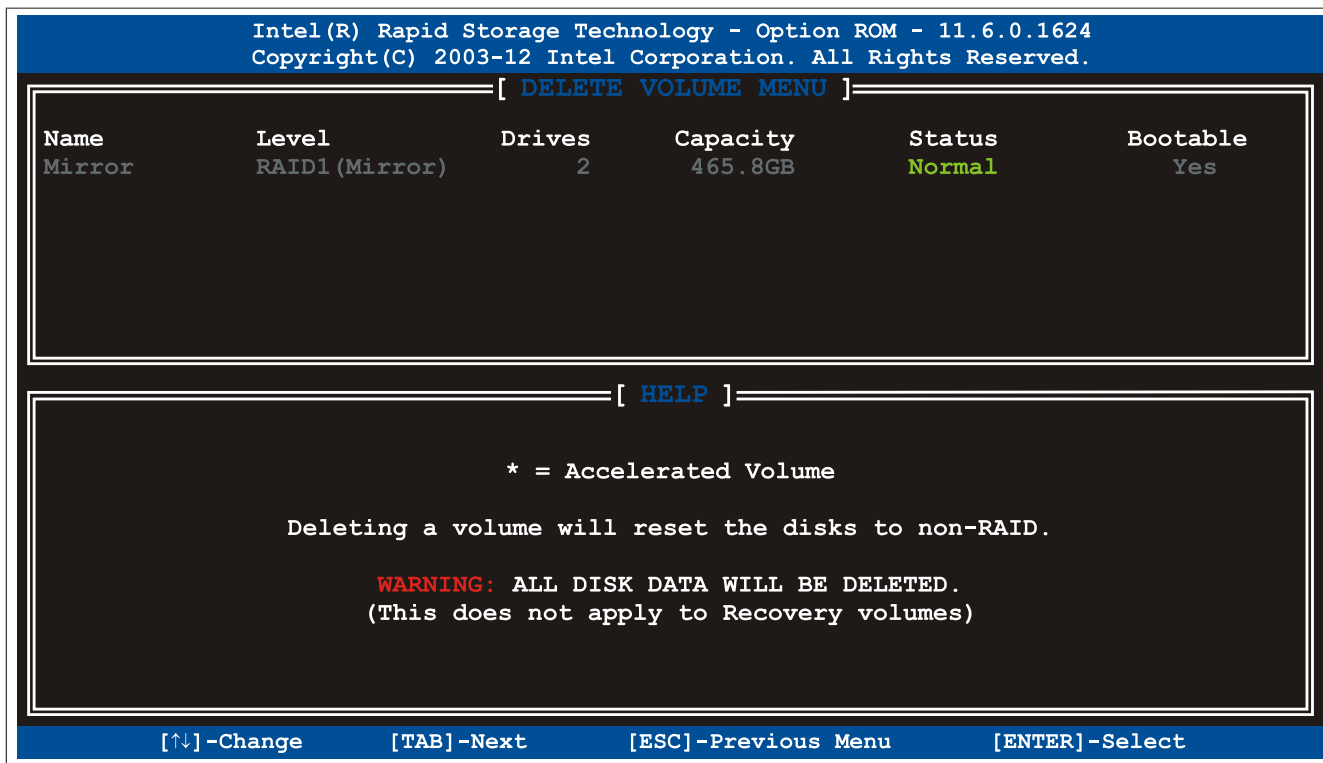 Intel(R) Rapid Storage Technology - Option ROM - 11.6.0.1624
Copyright(C) 2003-12 Intel Corporation. All Rights Reserved.
[ DELETE VOLUME MENU ]
Name Level Drives Capacity Status Bootable
Mirror RAID1(Mirror) 2 465.8GB Normal Yes
[ HELP ]
* = Accelerated Volume
Deleting a volume will reset the disks to non-RAID.
WARNING: ALL DISK DATA WILL BE DELETED.
(This does not apply to Recovery volumes)
[↑↓]-Change [TAB]-Next [ESC]-Previous Menu [ENTER]-Select